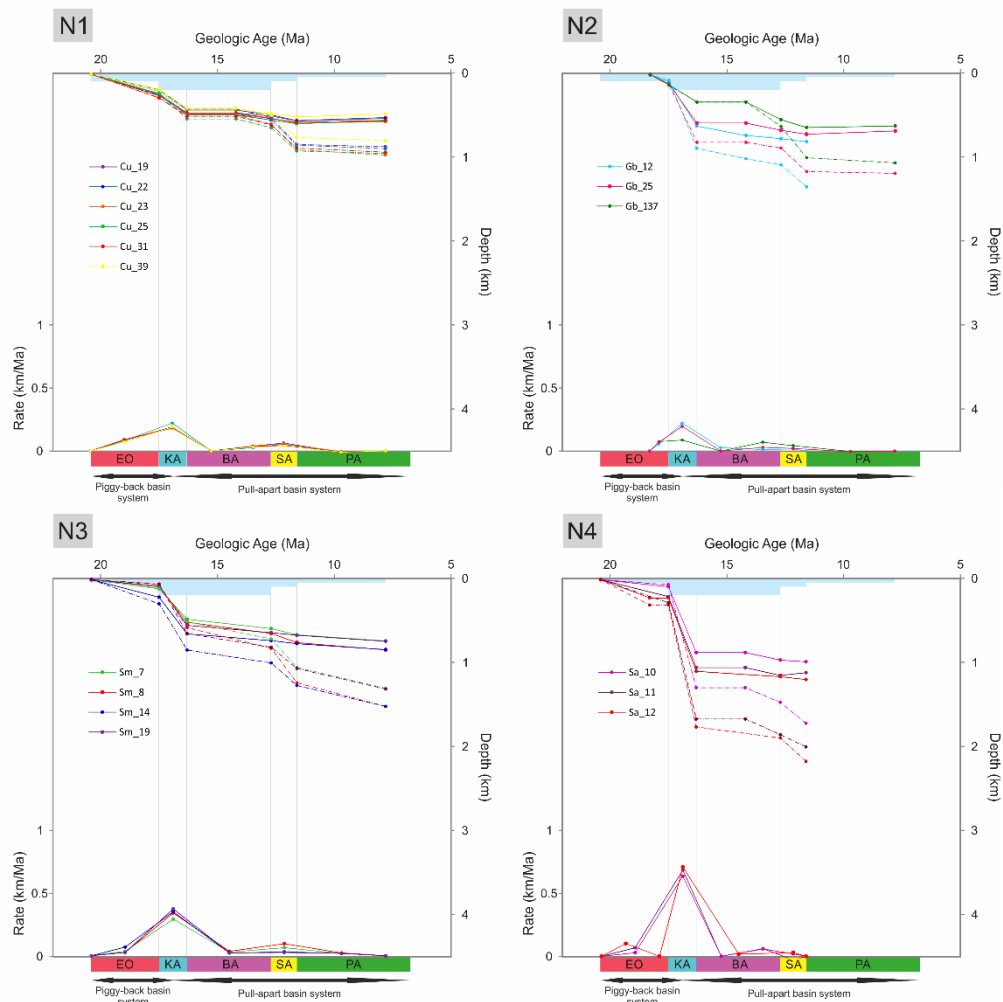 N1
Geologic Age (Ma)
20 15 10 5
0
1
2
3
4
Depth (km)
Cu_19
Cu_22
Cu_23
Cu_25
Cu_31
Cu_39
1
0.5
0
Rate (km/Ma)
EO KA BA SA PA
Piggy-back basin system
Pull-apart basin system
N2
Geologic Age (Ma)
20 15 10 5
0
1
2
3
4
Depth (km)
Gb_12
Gb_25
Gb_137
1
0.5
0
Rate (km/Ma)
EO KA BA SA PA
Piggy-back basin
system
Pull-apart basin system
N3
Geologic Age (Ma)
20 15 10 5
0
1
2
3
4
Depth (km)
Sm_7
Sm_8
Sm_14
Sm_19
1
0.5
0
Rate (km/Ma)
EO KA BA SA PA
Piggy-back basin
system
Pull-apart basin system
N4
Geologic Age (Ma)
20 15 10 5
0
1
2
3
4
Depth (km)
Sa_10
Sa_11
Sa_12
1
0.5
0
Rate (km/Ma)
EO KA BA SA PA
Piggy-back basin
system
Pull-apart basin system